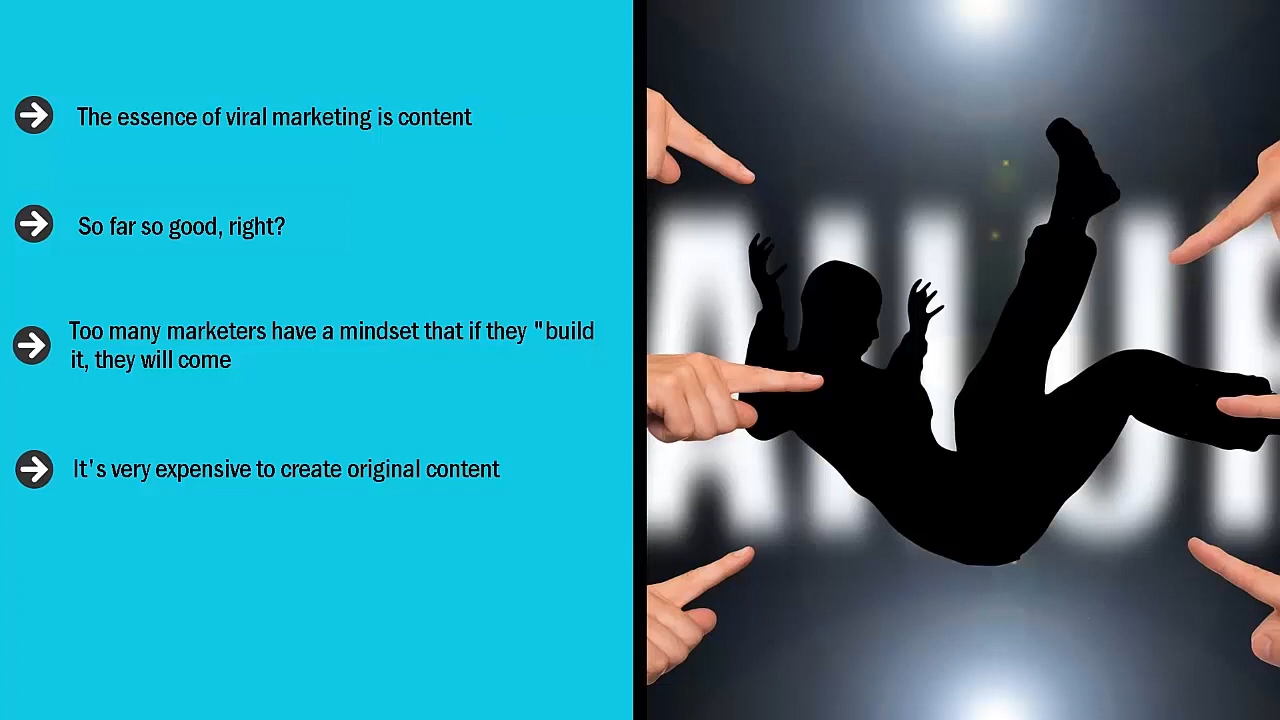 The essence of viral marketing is content
So far so good, right?
Too many marketers have a mindset that if they "build
it, they will come
It's very expensive to create original content